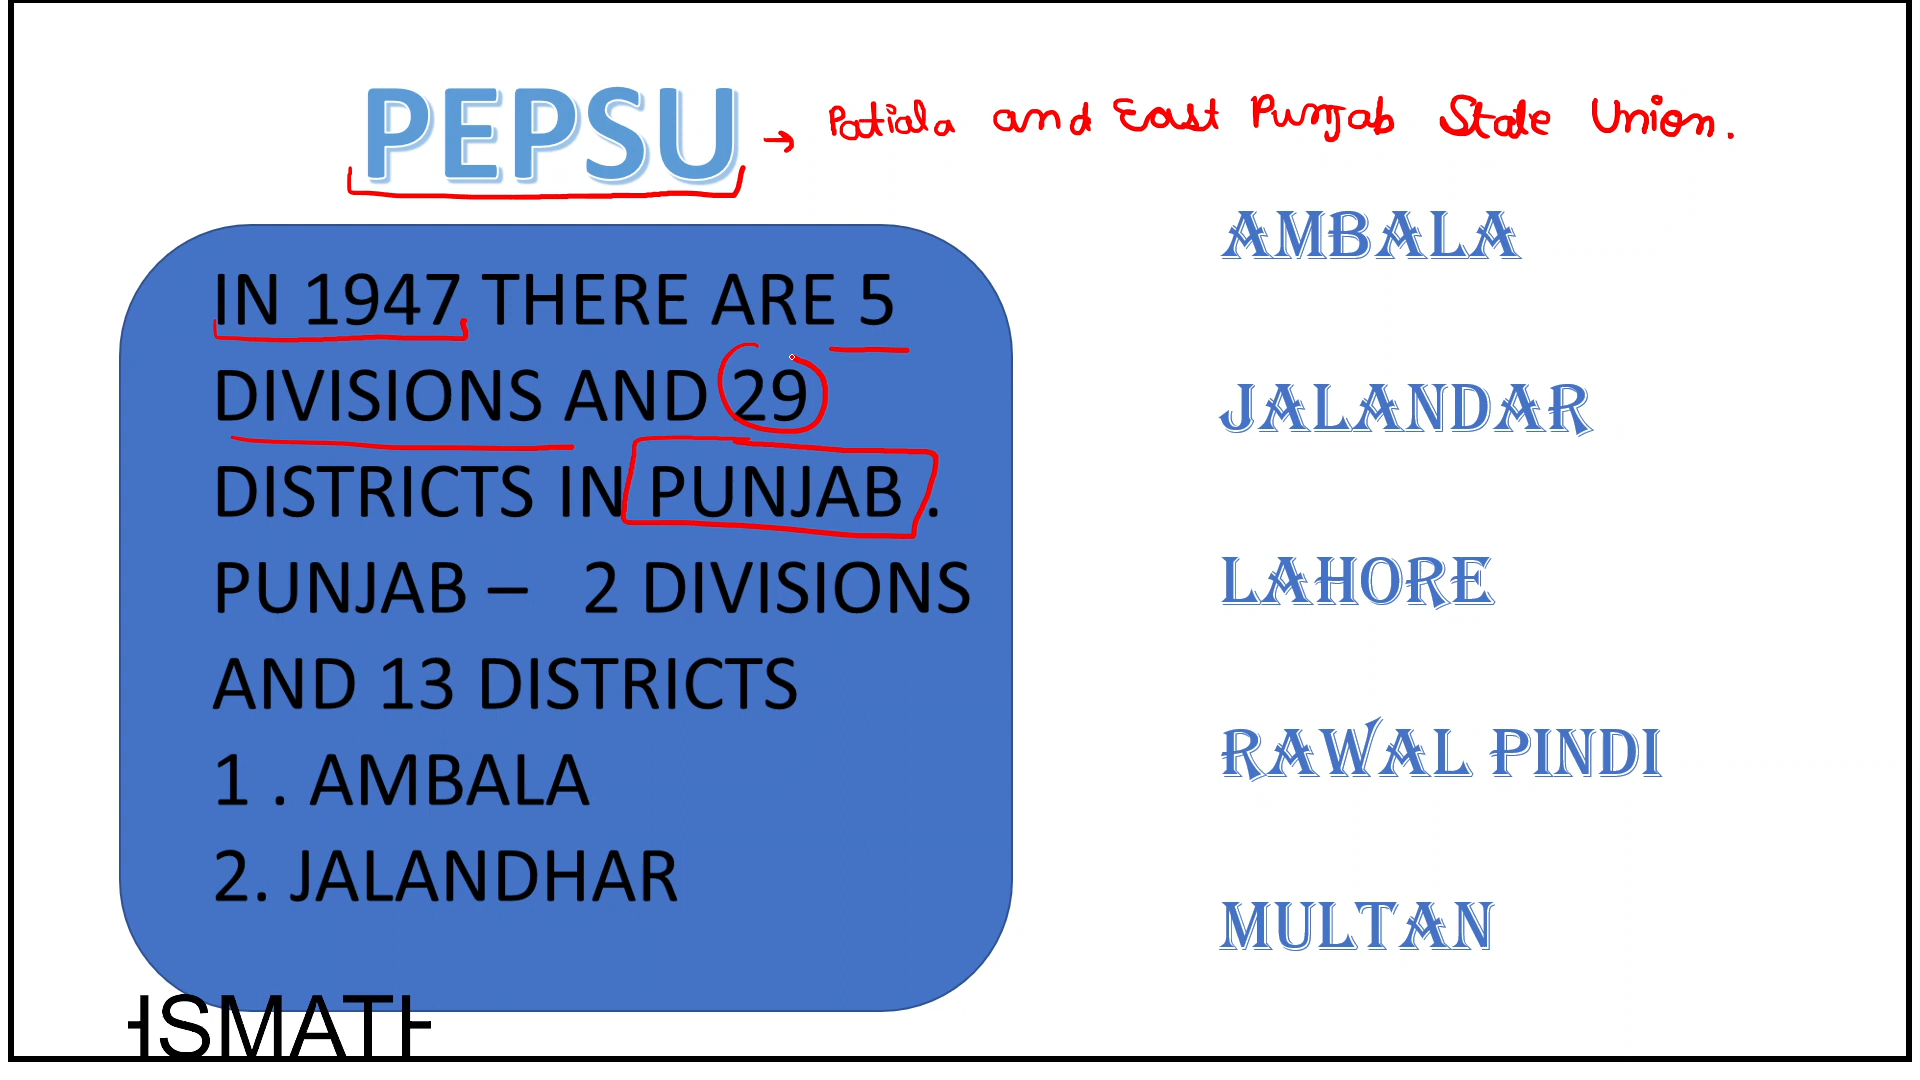 PEPSU → Patiala and East Punjab State Union.
IN 1947, THERE ARE 5
DIVISIONS AND 29
DISTRICTS IN PUNJAB .
PUNJAB – 2 DIVISIONS
AND 13 DISTRICTS
1 . AMBALA
2. JALANDHAR
AMBALA
JALANDAR
LAHORE
RAWAL PINDI
MULTAN